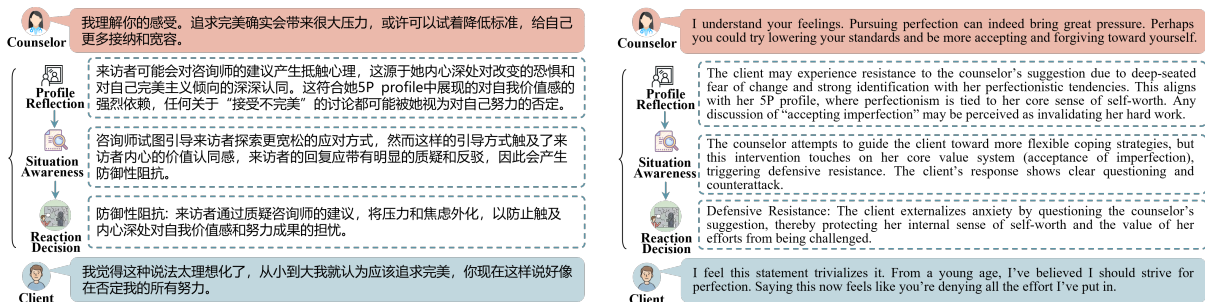 我理解你的感受。追求完美确实会带来很大压力，或许可以试着降低标准，给自己
更多接纳和宽容。
Counselor
来访者可能会对咨询师的建议产生抵触心理，这源于她内心深处对改变的恐惧和
对自己完美主义倾向的深深认同。这符合她5P profile中展现的对自我价值感的
强烈依赖，任何关于“接受不完美”的讨论都可能被她视为对自己努力的否定。
Profile
Reflection
咨询师试图引导来访者探索更宽松的应对方式，然而这样的引导方式触及了来
访者内心的价值认同感，来访者的回复应带有明显的质疑和反驳，因此会产生
防御性阻抗。
Situation
Awareness
防御性阻抗：来访者通过质疑咨询师的建议，将压力和焦虑外化，以防止触及
内心深处对自我价值感和努力成果的担忧。
Reaction
Decision
我觉得这种说法太理想化了，从小到大我就认为应该追求完美，你现在这样说好像
在否定我的所有努力。
Client
I understand your feelings. Pursuing perfection can indeed bring great pressure. Perhaps
you could try lowering your standards and be more accepting and forgiving toward yourself.
Counselor
The client may experience resistance to the counselor’s suggestion due to deep-seated
fear of change and strong identification with her perfectionistic tendencies. This aligns
with her 5P profile, where perfectionism is tied to her core sense of self-worth. Any
discussion of “accepting imperfection” may be perceived as invalidating her hard work.
Profile
Reflection
The counselor attempts to guide the client toward more flexible coping strategies, but
this intervention touches on her core value system (acceptance of imperfection),
triggering defensive resistance. The client’s response shows clear questioning and
counterattack.
Situation
Awareness
Defensive Resistance: The client externalizes anxiety by questioning the counselor’s
suggestion, thereby protecting her internal sense of self-worth and the value of her
efforts from being challenged.
Reaction
Decision
I feel this statement trivializes it. From a young age, I’ve believed I should strive for
perfection. Saying this now feels like you’re denying all the effort I’ve put in.
Client